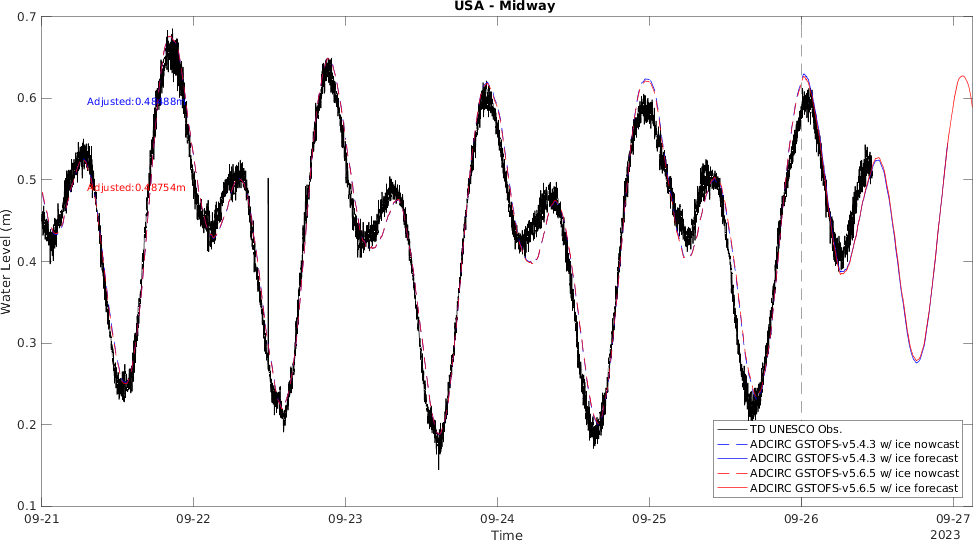 USA - Midway
0.7
0.6
0.5
0.4
0.3
0.2
0.1
Water Level (m)
Adjusted:0.48488m
Adjusted:0.48754m
TD UNESCO Obs.
ADCIRC GSTOFS-v5.4.3 w/ ice nowcast
ADCIRC GSTOFS-v5.4.3 w/ ice forecast
ADCIRC GSTOFS-v5.6.5 w/ ice nowcast
ADCIRC GSTOFS-v5.6.5 w/ ice forecast
09-21 09-22 09-23 09-24 09-25 09-26 09-27
Time
2023